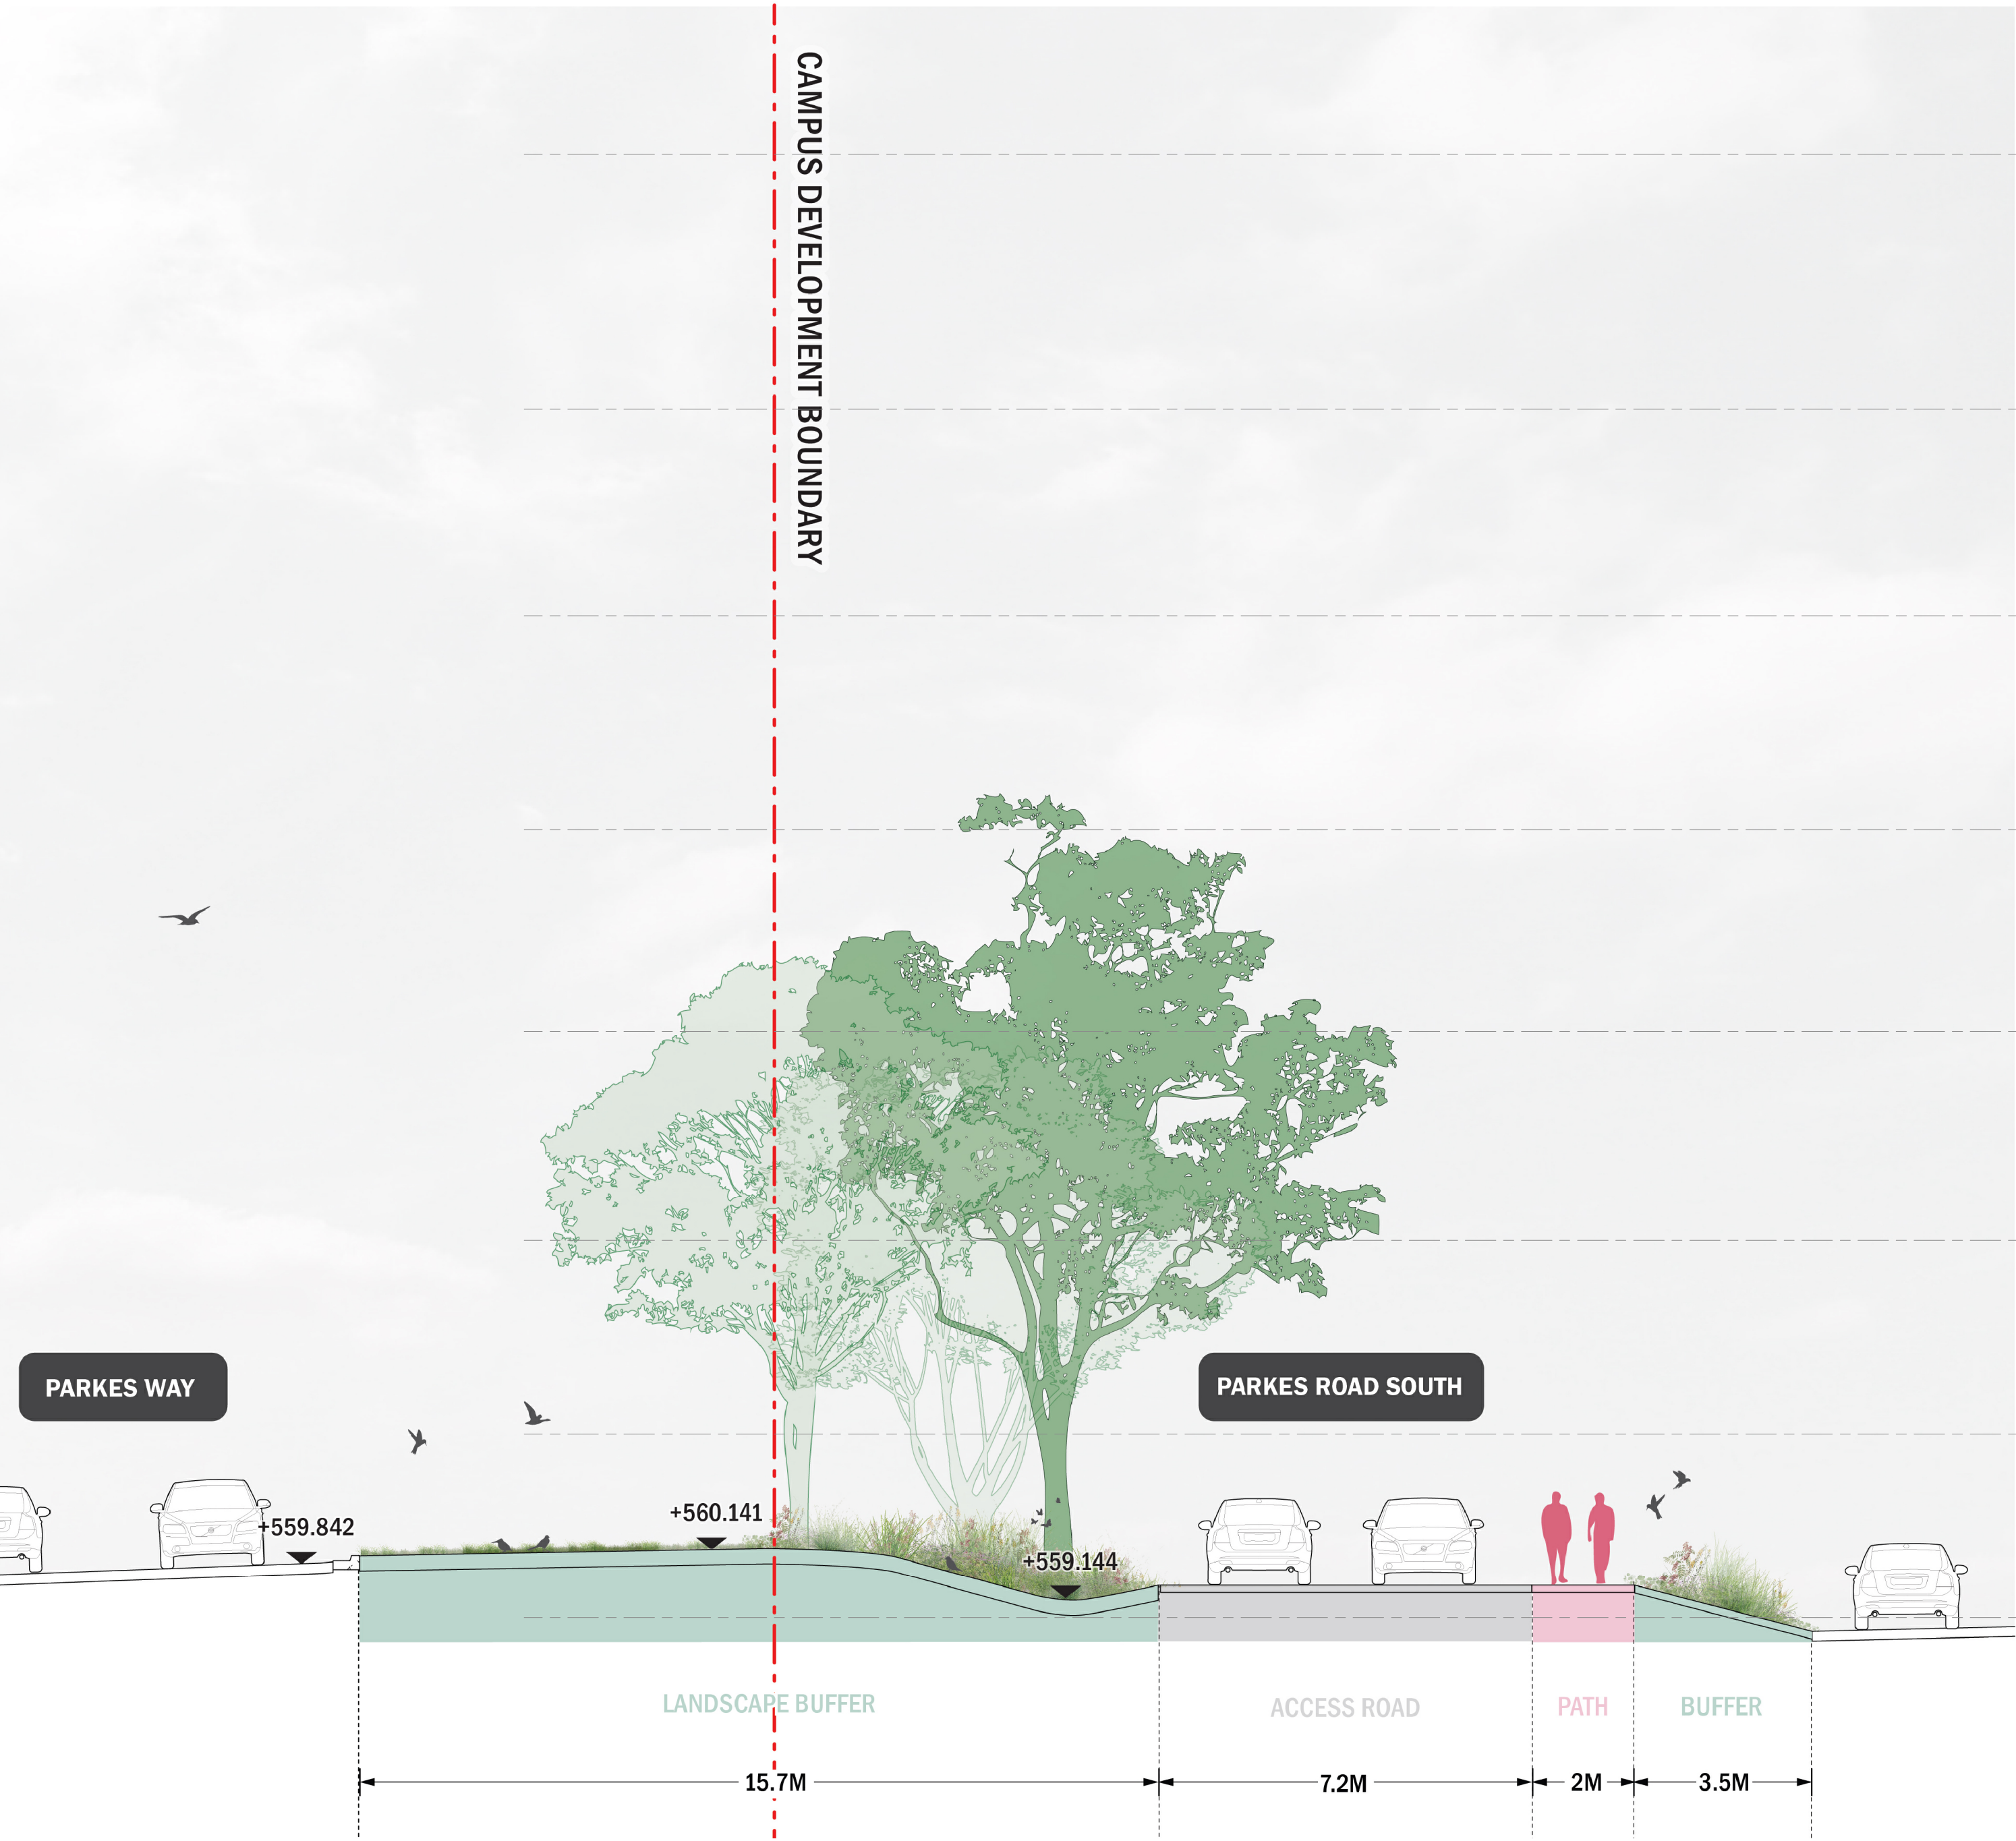 CAMPUS DEVELOPMENT BOUNDARY
PARKES WAY
PARKES ROAD SOUTH
+559.842
+560.141
+559.144
LANDSCAPE BUFFER
ACCESS ROAD
PATH
BUFFER
15.7M
7.2M
2M
3.5M